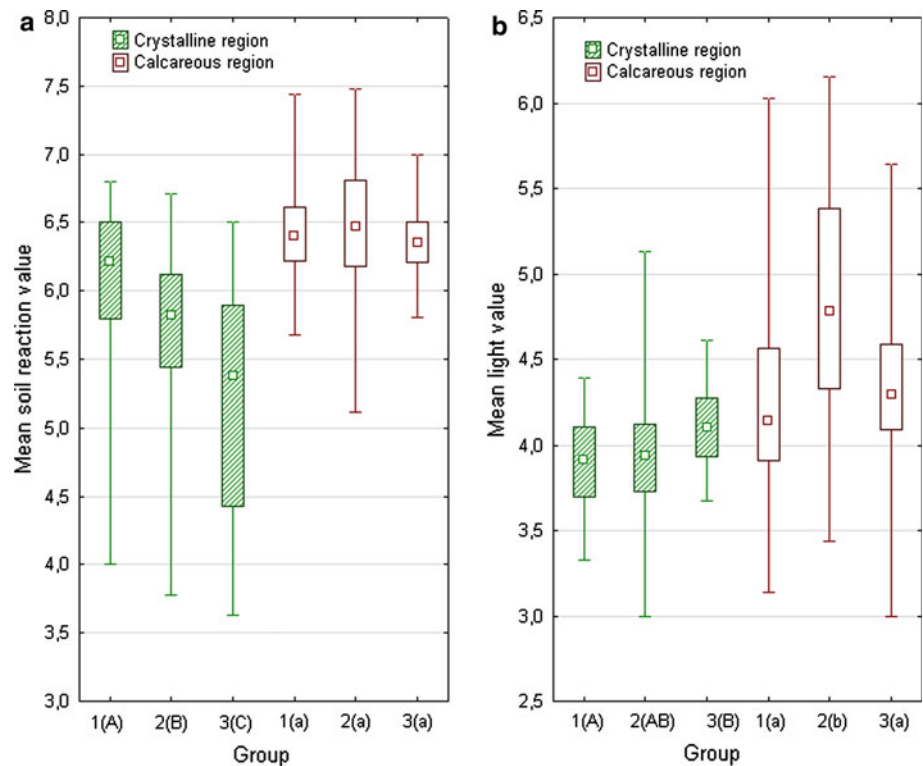 a
Crystalline region
Calcareous region
Mean soil reaction value
8,0
7,5
7,0
6,5
6,0
5,5
5,0
4,5
4,0
3,5
3,0
1(A) 2(B) 3(C) 1(a) 2(a) 3(a)
Group
b
Crystalline region
Calcareous region
Mean light value
6,5
6,0
5,5
5,0
4,5
4,0
3,5
3,0
2,5
1(A) 2(AB) 3(B) 1(a) 2(b) 3(a)
Group